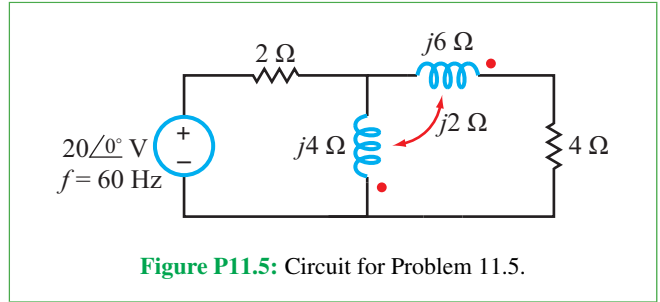 2 Ω
j6 Ω
j2 Ω
+
20/0° V
j4 Ω
4 Ω
−
f = 60 Hz
Figure P11.5: Circuit for Problem 11.5.